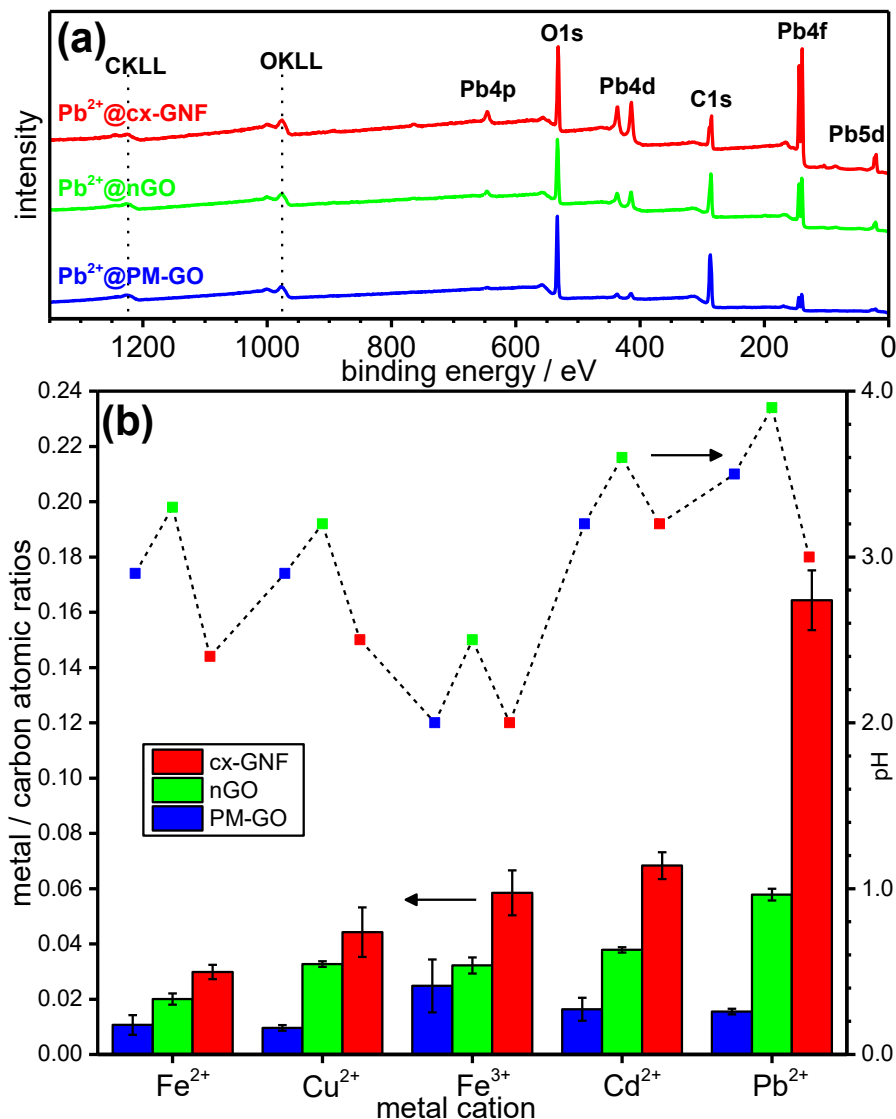 (a)
CKLL
OKLL
Pb4p
O1s
Pb4d
C1s
Pb4f
Pb5d
Pb²⁺@cx-GNF
Pb²⁺@nGO
Pb²⁺@PM-GO
intensity
1200 1000 800 600 400 200 0
binding energy / eV
(b)
0.24
0.22
0.20
0.18
0.16
0.14
0.12
0.10
0.08
0.06
0.04
0.02
0.00
metal / carbon atomic ratios
4.0
3.0
2.0
1.0
0.0
pH
cx-GNF
nGO
PM-GO
Fe²⁺ Cu²⁺ Fe³⁺ Cd²⁺ Pb²⁺
metal cation